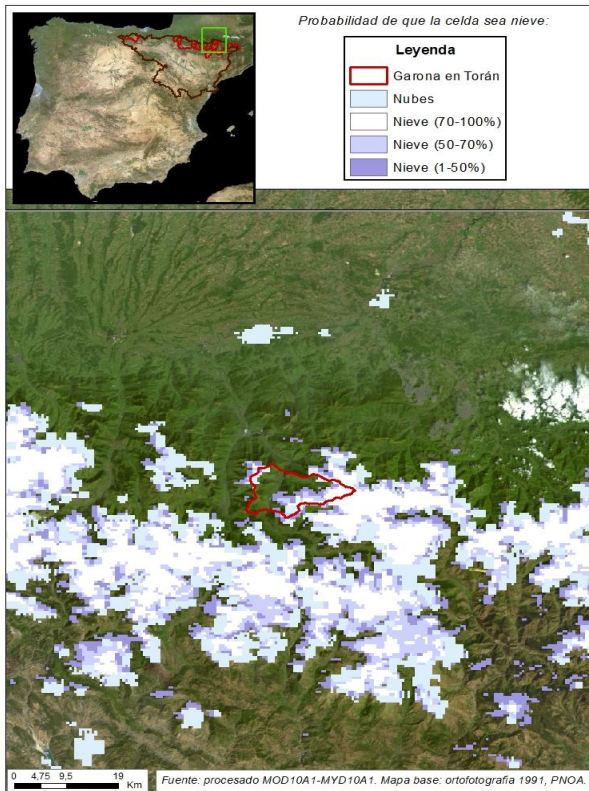 Probabilidad de que la celda sea nieve:
Leyenda
Garona en Torán
Nubes
Nieve (70-100%)
Nieve (50-70%)
Nieve (1-50%)
0 4,75 9,5 19
Km
Fuente: procesado MOD10A1-MYD10A1. Mapa base: ortofotografia 1991, PNOA.